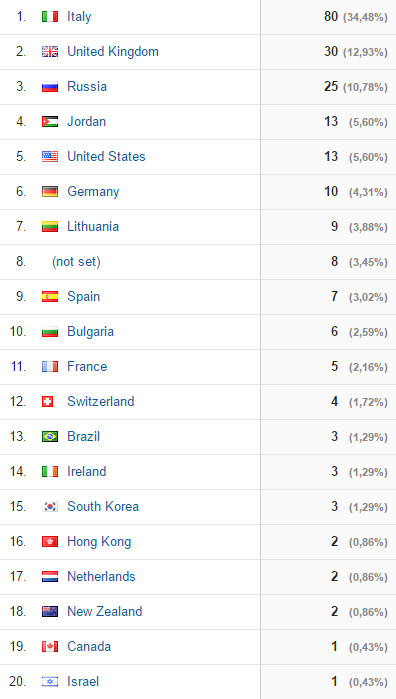 1. Italy 80 (34,48%)
2. United Kingdom 30 (12,93%)
3. Russia 25 (10,78%)
4. Jordan 13 (5,60%)
5. United States 13 (5,60%)
6. Germany 10 (4,31%)
7. Lithuania 9 (3,88%)
8. (not set) 8 (3,45%)
9. Spain 7 (3,02%)
10. Bulgaria 6 (2,59%)
11. France 5 (2,16%)
12. Switzerland 4 (1,72%)
13. Brazil 3 (1,29%)
14. Ireland 3 (1,29%)
15. South Korea 3 (1,29%)
16. Hong Kong 2 (0,86%)
17. Netherlands 2 (0,86%)
18. New Zealand 2 (0,86%)
19. Canada 1 (0,43%)
20. Israel 1 (0,43%)